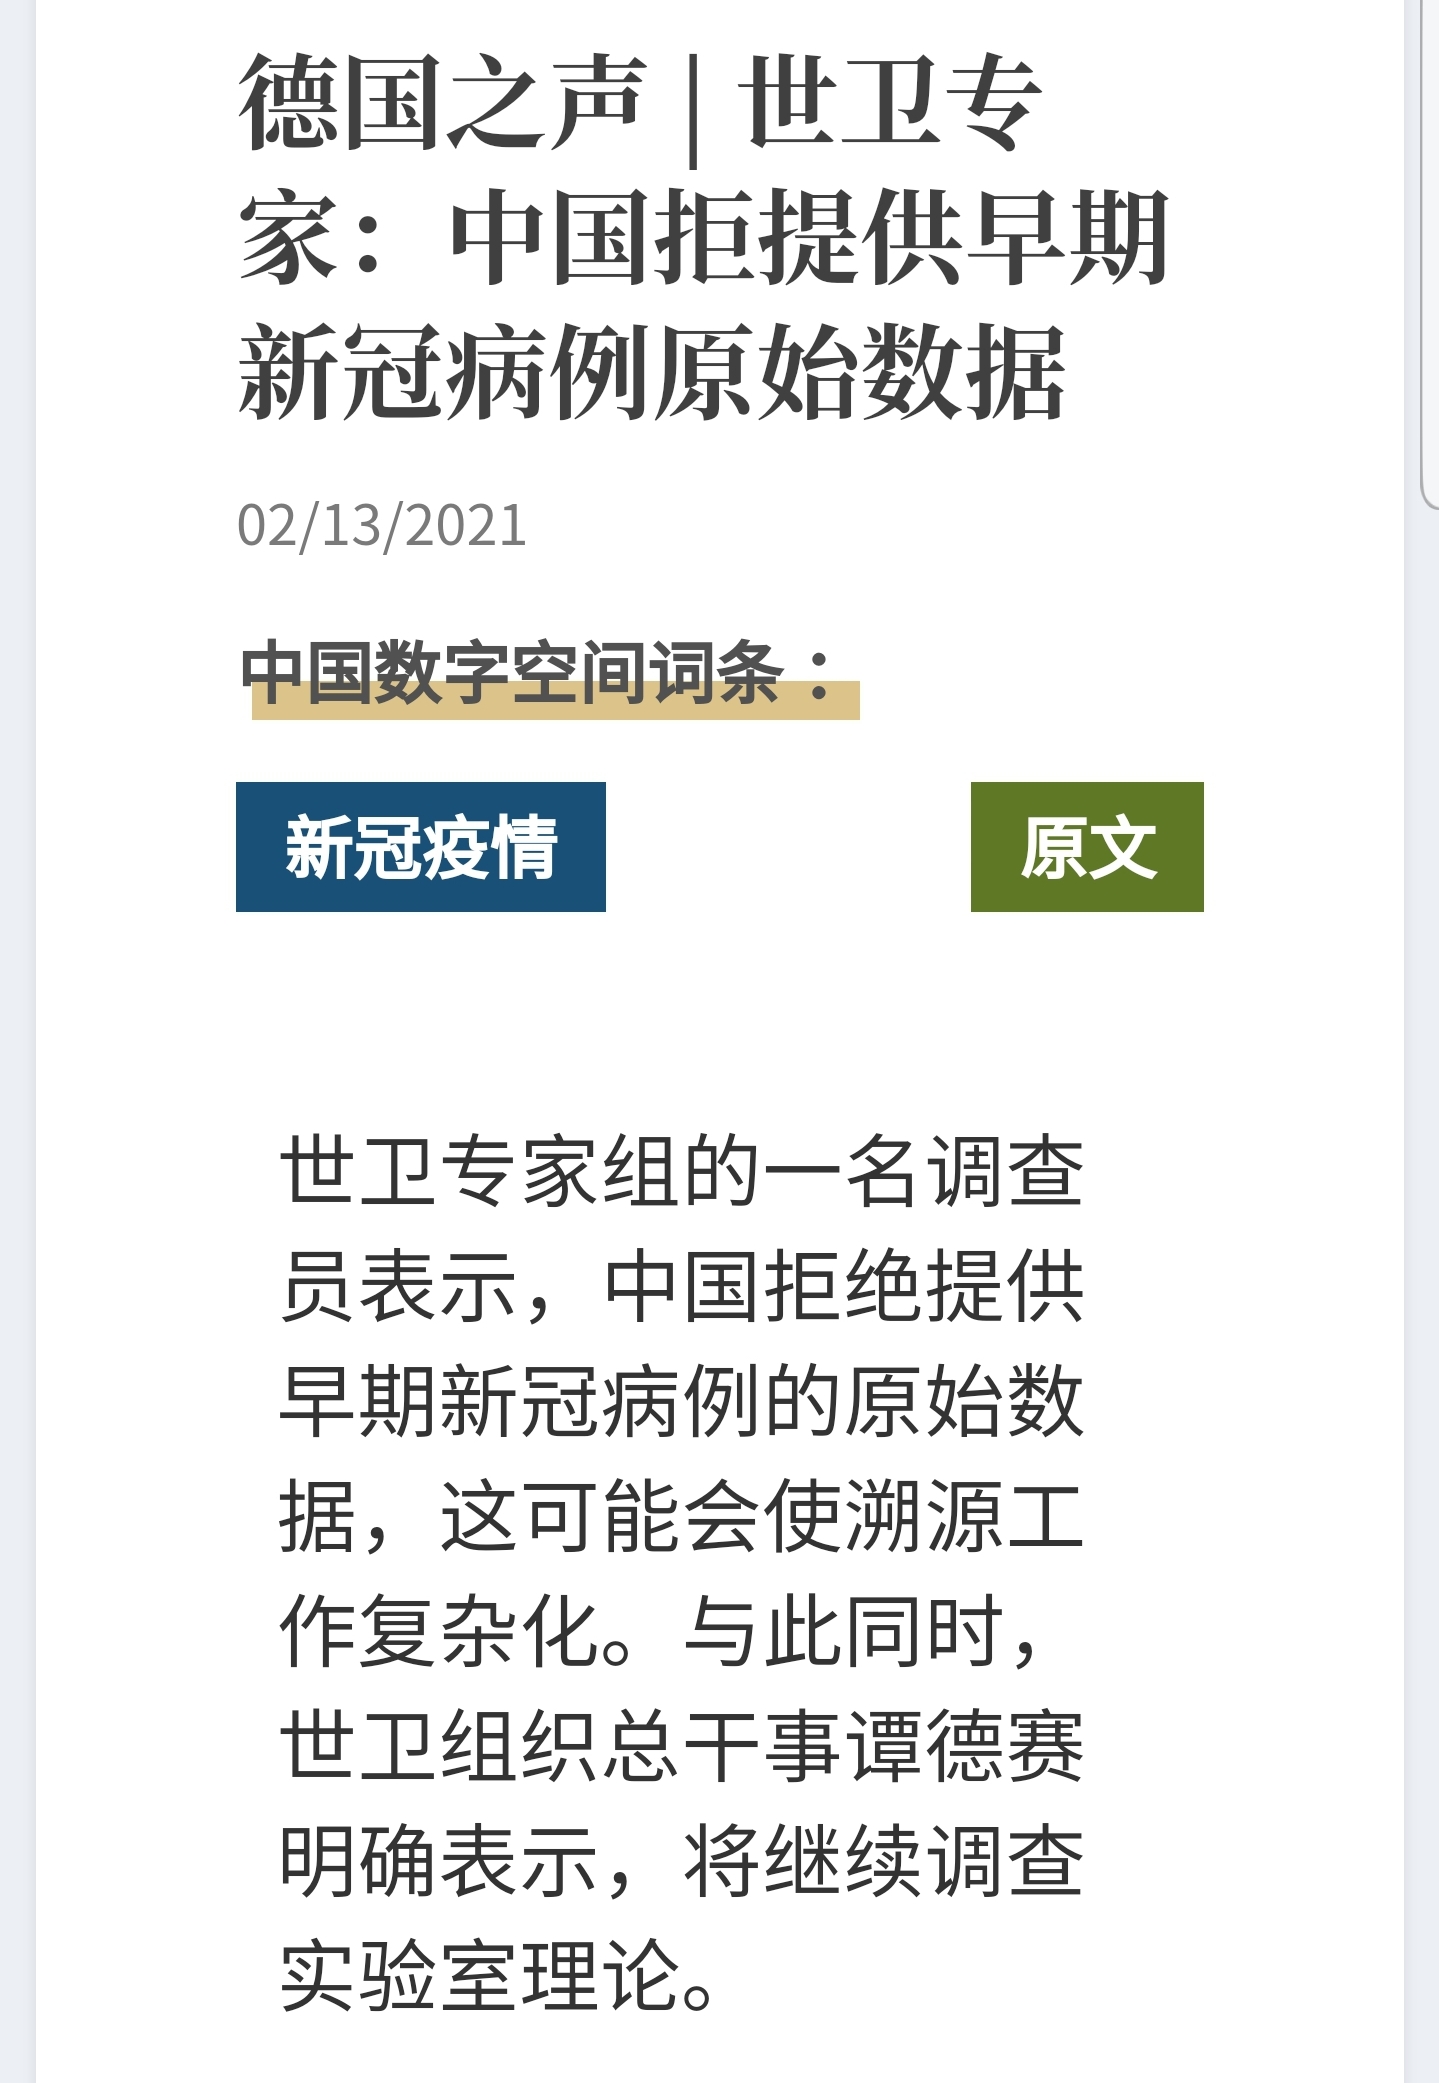 德国之声｜世卫专
家：中国拒提供早期
新冠病例原始数据
02/13/2021
中国数字空间词条：
新冠疫情
原文
世卫专家组的一名调查
员表示，中国拒绝提供
早期新冠病例的原始数
据，这可能会使溯源工
作复杂化。与此同时，
世卫组织总干事谭德赛
明确表示，将继续调查
实验室理论。